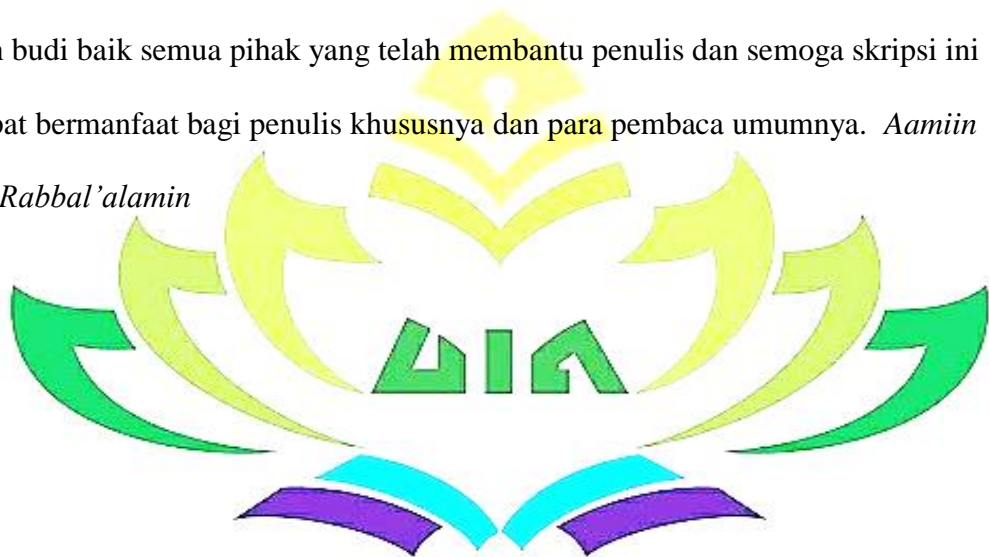 budi baik semua pihak yang telah membantu penulis dan semoga skripsi ini
bermanfaat bagi penulis khususnya dan para pembaca umumnya. Aamiin
Rabbal’alamin
UIN